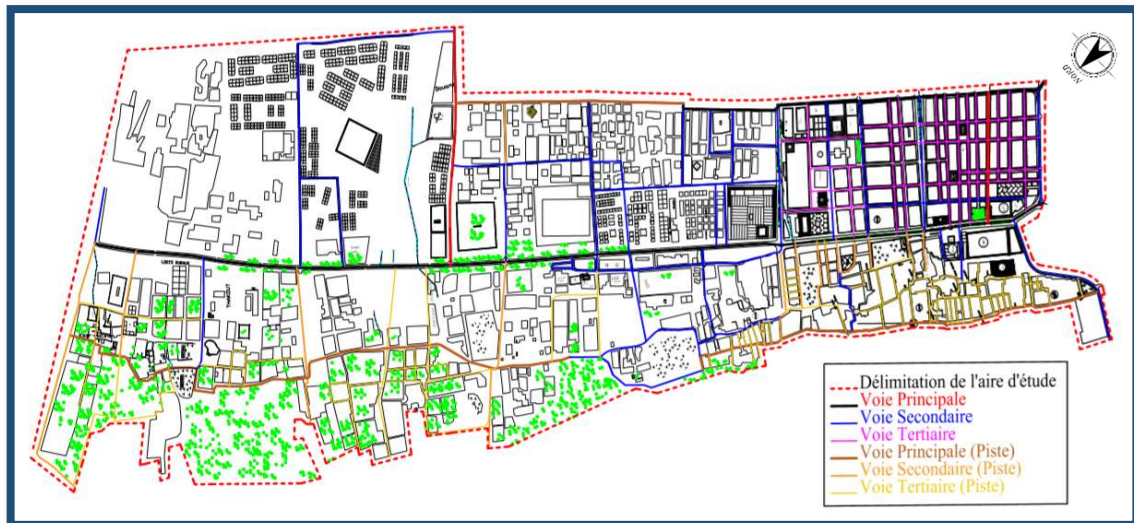 NORD
Délimitation de l'aire d'étude
Voie Principale
Voie Secondaire
Voie Tertiaire
Voie Principale (Piste)
Voie Secondaire (Piste)
Voie Tertiaire (Piste)